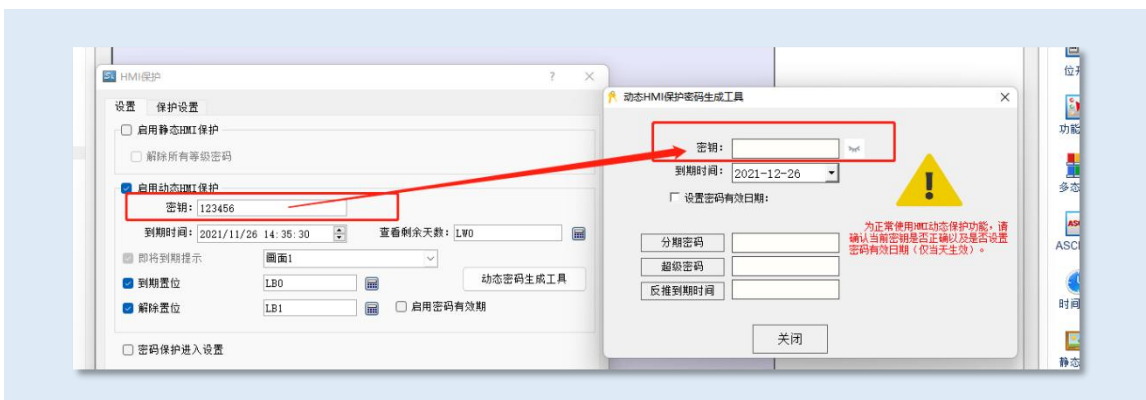 HMI保护
? ×
设置 保护设置
启用静态HMI保护
解除所有等级密码
启用动态HMI保护
密钥: 123456
到期时间: 2021/11/26 14:35:30 查看剩余天数: LW0
即将到期提示 画面1
到期置位 LB0 动态密码生成工具
解除置位 LB1 启用密码有效期
密码保护进入设置
动态HMI保护密码生成工具 ×
密钥:
到期时间: 2021-12-26
设置密码有效日期:
为正常使用HMI动态保护功能，请
确认当前密钥是否正确以及是否设置
密码有效日期（仅当天生效）。
分期密码
超级密码
反推到期时间
关闭
位开
功能
多态
ASCI
时间
静态